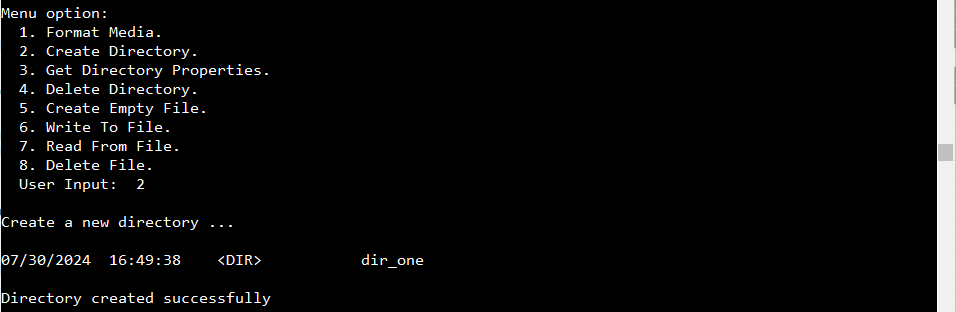 Menu option:
1. Format Media.
2. Create Directory.
3. Get Directory Properties.
4. Delete Directory.
5. Create Empty File.
6. Write To File.
7. Read From File.
8. Delete File.
User Input:  2
Create a new directory ...
07/30/2024  16:49:38    <DIR>           dir_one
Directory created successfully